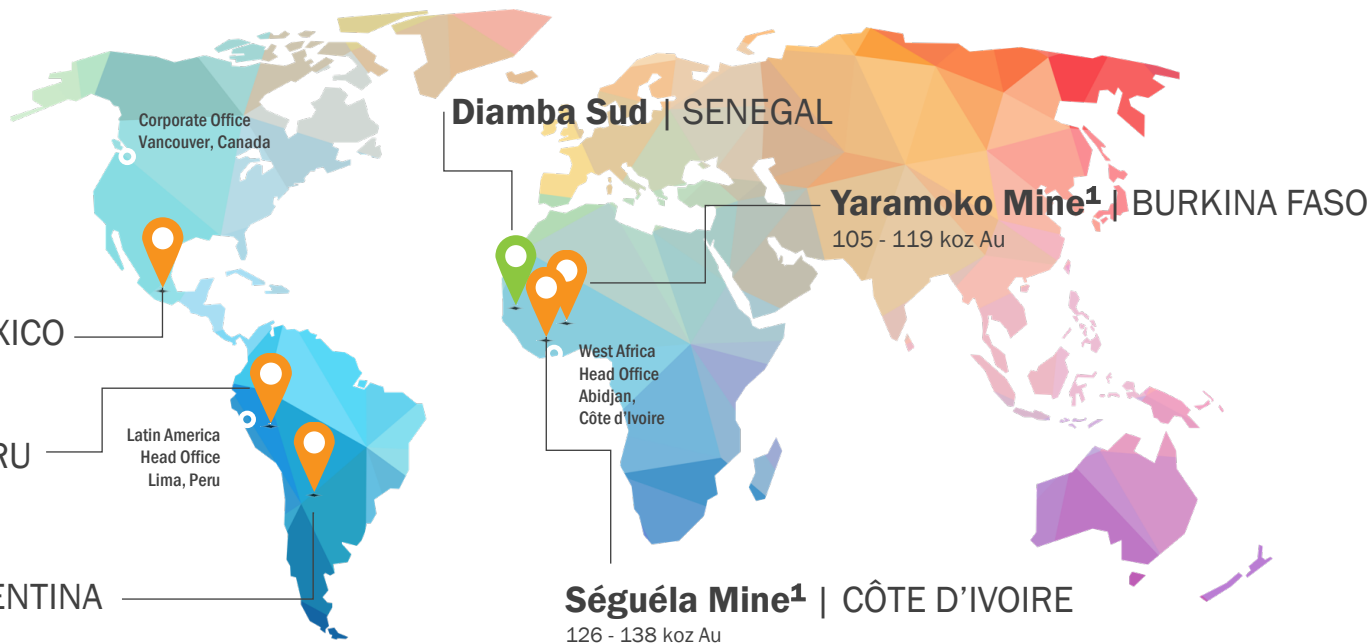 Corporate Office
Vancouver, Canada
Diamba Sud | SENEGAL
Yaramoko Mine¹ | BURKINA FASO
105 - 119 koz Au
XICO
West Africa
Head Office
Abidjan,
Côte d'Ivoire
Latin America
Head Office
Lima, Peru
RU
ENTINA
Séguéla Mine¹ | CÔTE D'IVOIRE
126 - 138 koz Au